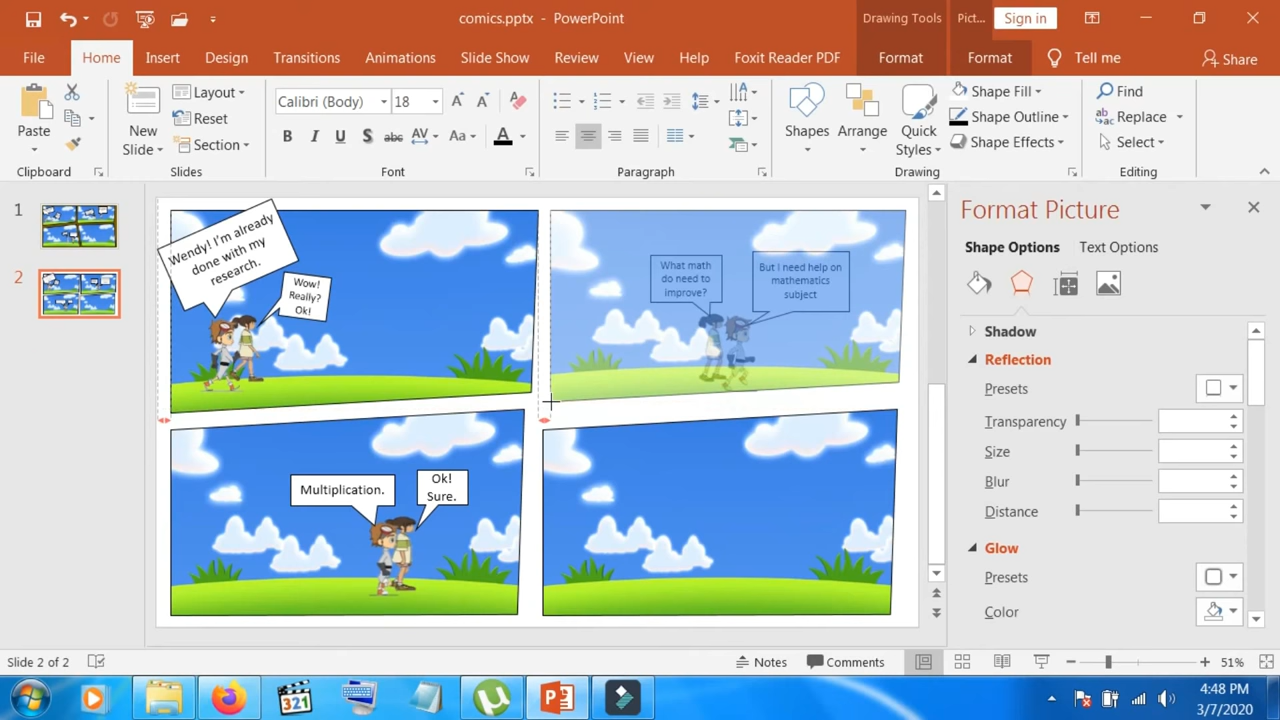 comics.pptx - PowerPoint
Drawing Tools
Pict...
Sign in
File
Home
Insert
Design
Transitions
Animations
Slide Show
Review
View
Help
Foxit Reader PDF
Format
Format
Tell me
Share
Paste
Clipboard
New
Slide
Layout
Reset
Section
Slides
Calibri (Body)
18
B I U S abc AV Aa A
Font
Paragraph
Shapes
Arrange
Quick
Styles
Shape Fill
Shape Outline
Shape Effects
Drawing
Find
Replace
Select
Editing
1
2
Wendy! I'm already
done with my
research.
Wow!
Really?
Ok!
What math
do need to
improve?
But I need help on
mathematics
subject
Multiplication.
Ok!
Sure.
Format Picture
Shape Options
Text Options
Shadow
Reflection
Presets
Transparency
Size
Blur
Distance
Glow
Presets
Color
Slide 2 of 2
Notes
Comments
51%
321
4:48 PM
3/7/2020